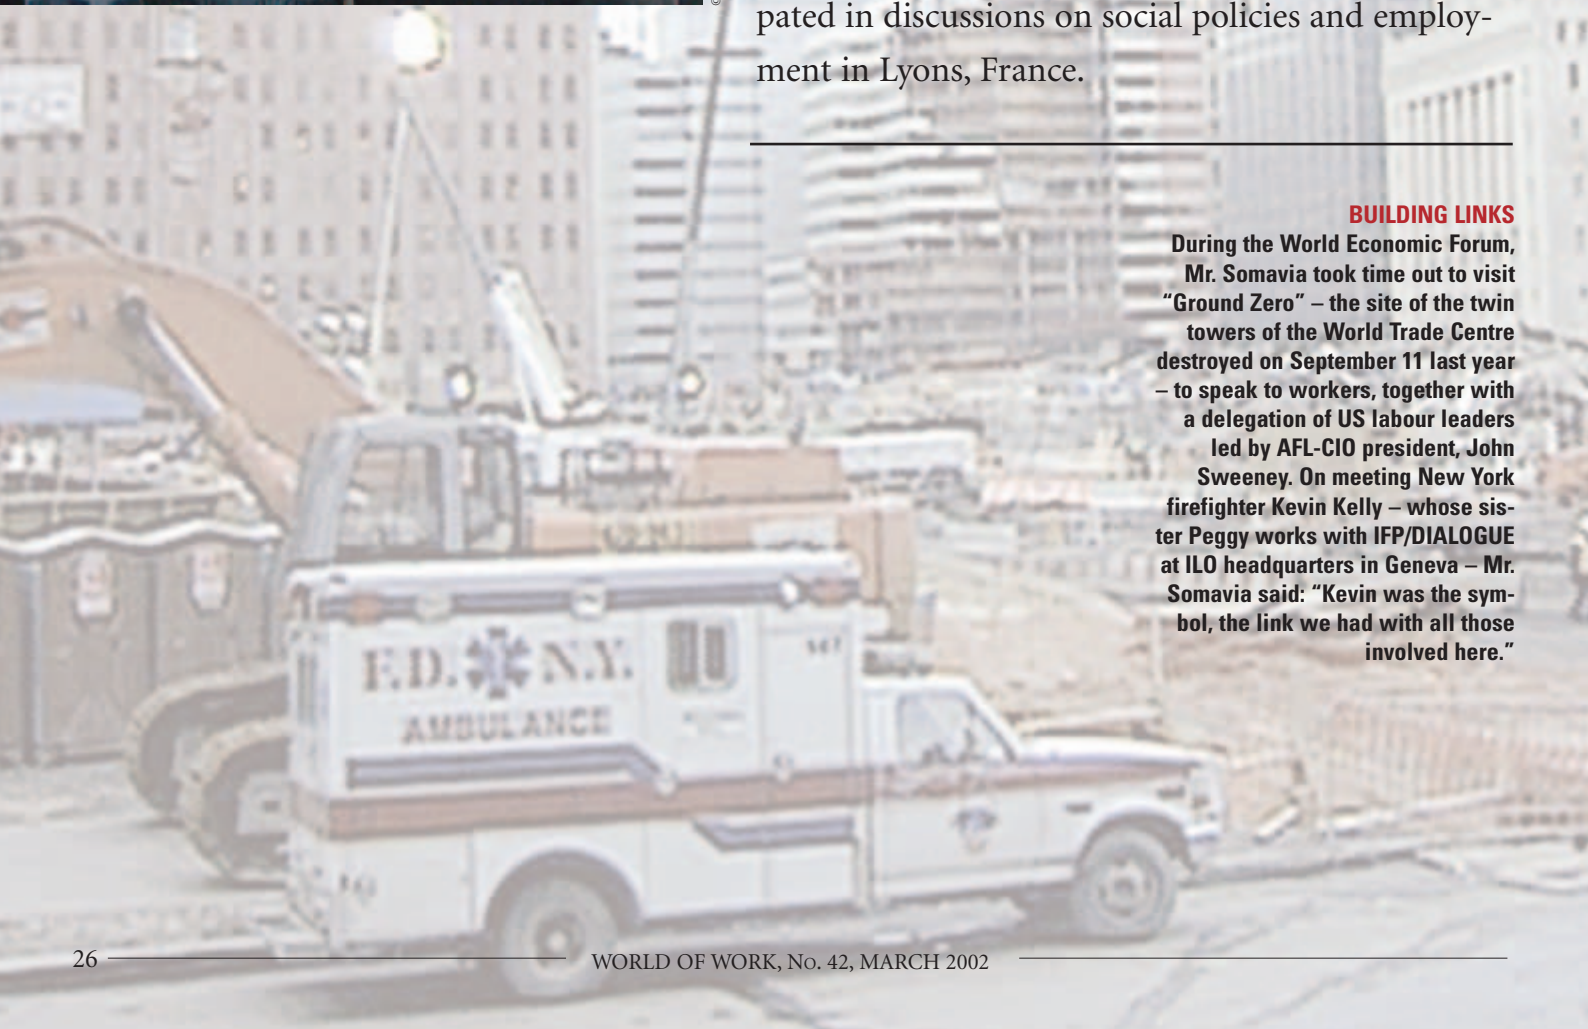 ©
pated in discussions on social policies and employ-
ment in Lyons, France.
BUILDING LINKS
During the World Economic Forum,
Mr. Somavia took time out to visit
“Ground Zero” – the site of the twin
towers of the World Trade Centre
destroyed on September 11 last year
– to speak to workers, together with
a delegation of US labour leaders
led by AFL-CIO president, John
Sweeney. On meeting New York
firefighter Kevin Kelly – whose sis-
ter Peggy works with IFP/DIALOGUE
at ILO headquarters in Geneva – Mr.
Somavia said: “Kevin was the sym-
bol, the link we had with all those
involved here.”
F.D. N.Y.
AMBULANCE
26
WORLD OF WORK, NO. 42, MARCH 2002